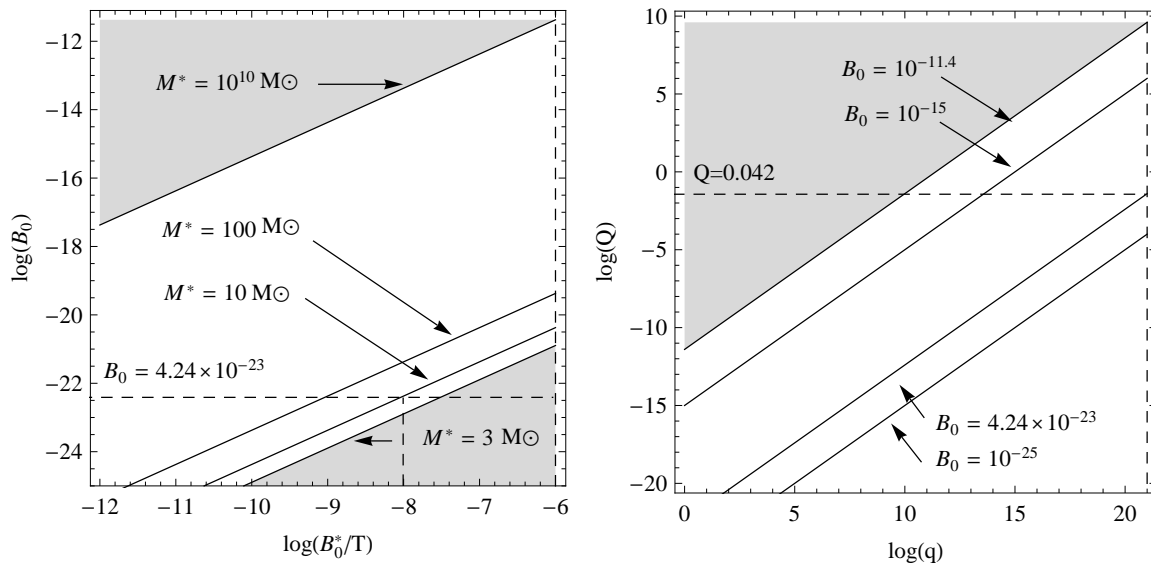 −12
−14
−16
−18
−20
−22
−24
log(B₀)
M* = 10¹⁰ M⊙
M* = 100 M⊙
M* = 10 M⊙
B₀ = 4.24×10⁻²³
M* = 3 M⊙
−12 −11 −10 −9 −8 −7 −6
log(B₀*/T)
10
5
0
−5
−10
−15
−20
log(Q)
B₀ = 10⁻¹¹·⁴
B₀ = 10⁻¹⁵
Q=0.042
B₀ = 4.24×10⁻²³
B₀ = 10⁻²⁵
0 5 10 15 20
log(q)